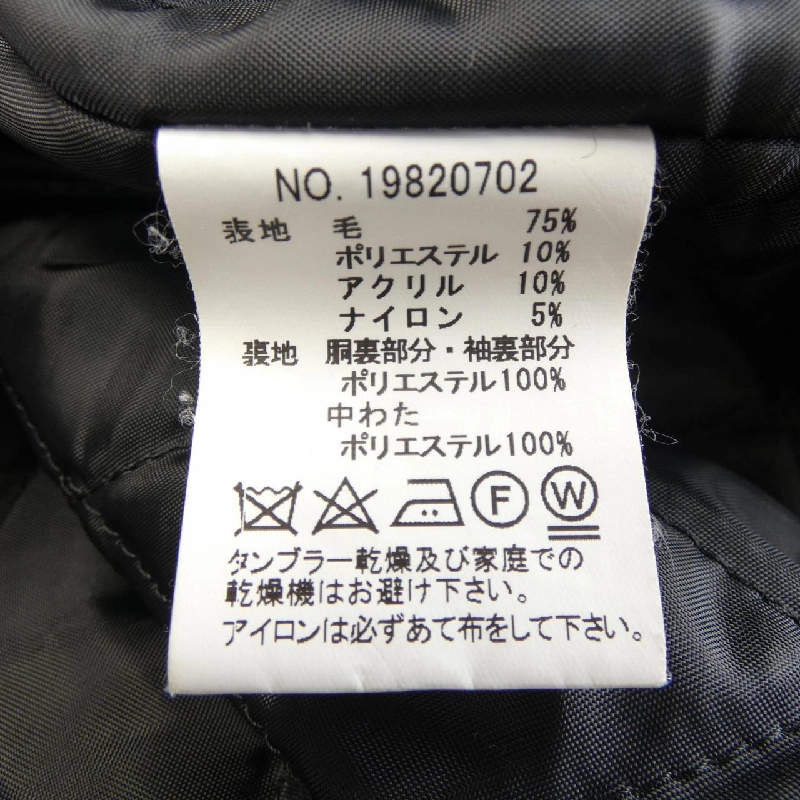 NO. 19820702
表地 毛 75%
ポリエステル 10%
アクリル 10%
ナイロン 5%
裏地 胴裏部分・袖裏部分
ポリエステル100%
中わた
ポリエステル100%
F W
タンブラー乾燥及び家庭での
乾燥機はお避け下さい。
アイロンは必ずあて布をして下さい。